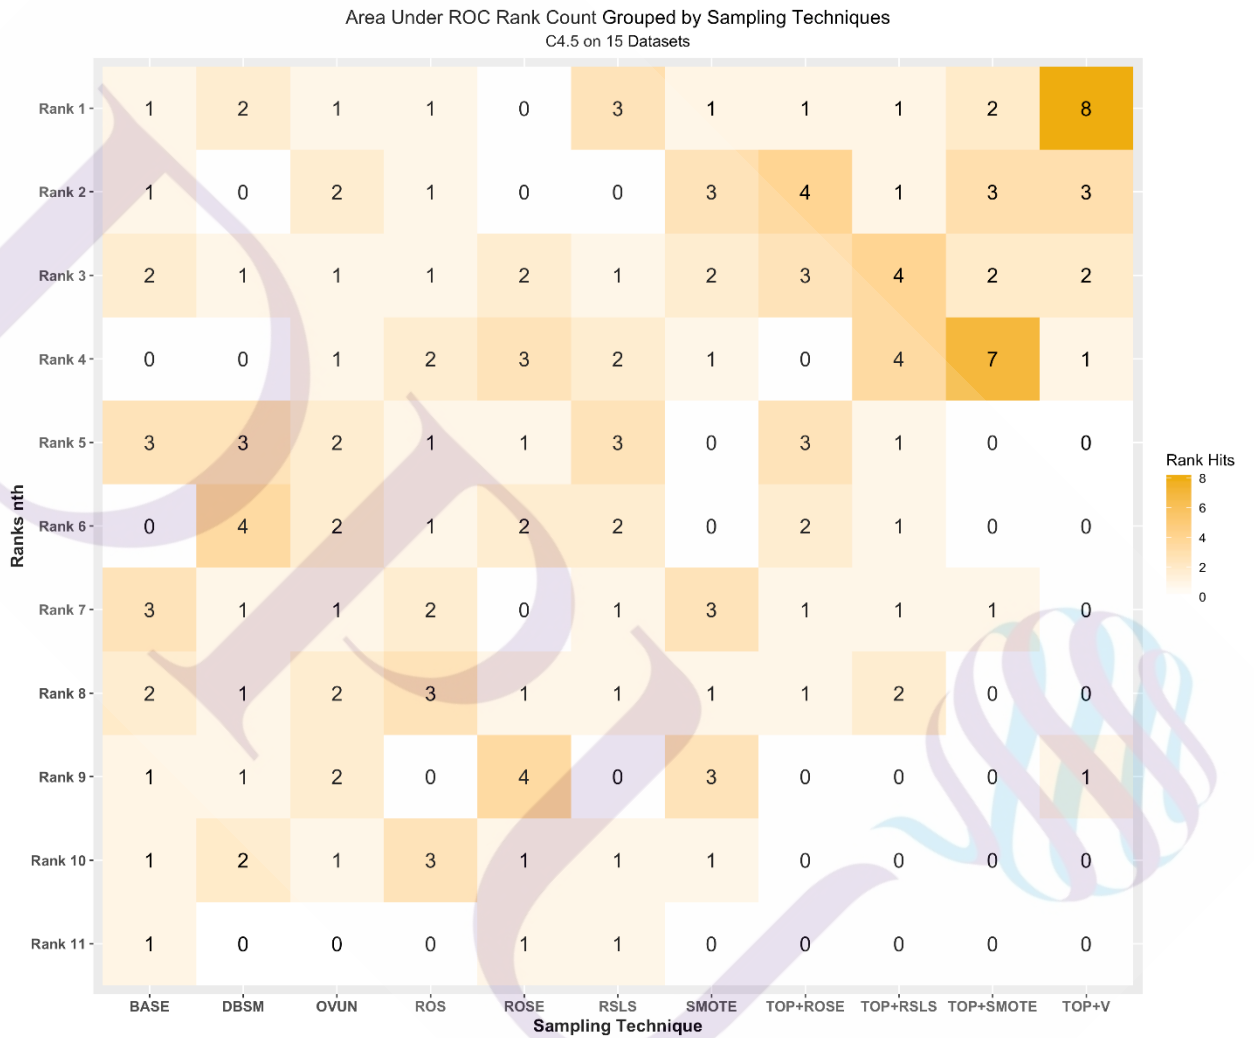 Area Under ROC Rank Count Grouped by Sampling Techniques
C4.5 on 15 Datasets
Rank 1 1 2 1 1 0 3 1 1 1 2 8
Rank 2 1 0 2 1 0 0 3 4 1 3 3
Rank 3 2 1 1 1 2 1 2 3 4 2 2
Rank 4 0 0 1 2 3 2 1 0 4 7 1
Rank 5 3 3 2 1 1 3 0 3 1 0 0
Rank 6 0 4 2 1 2 2 0 2 1 0 0
Rank 7 3 1 1 2 0 1 3 1 1 1 0
Rank 8 2 1 2 3 1 1 1 1 2 0 0
Rank 9 1 1 2 0 4 0 3 0 0 0 1
Rank 10 1 2 1 3 1 1 1 0 0 0 0
Rank 11 1 0 0 0 1 1 0 0 0 0 0
BASE DBSM OVUN ROS ROSE RSLS SMOTE TOP+ROSE TOP+RSLS TOP+SMOTE TOP+V
Sampling Technique
Ranks nth
Rank Hits
8
6
4
2
0